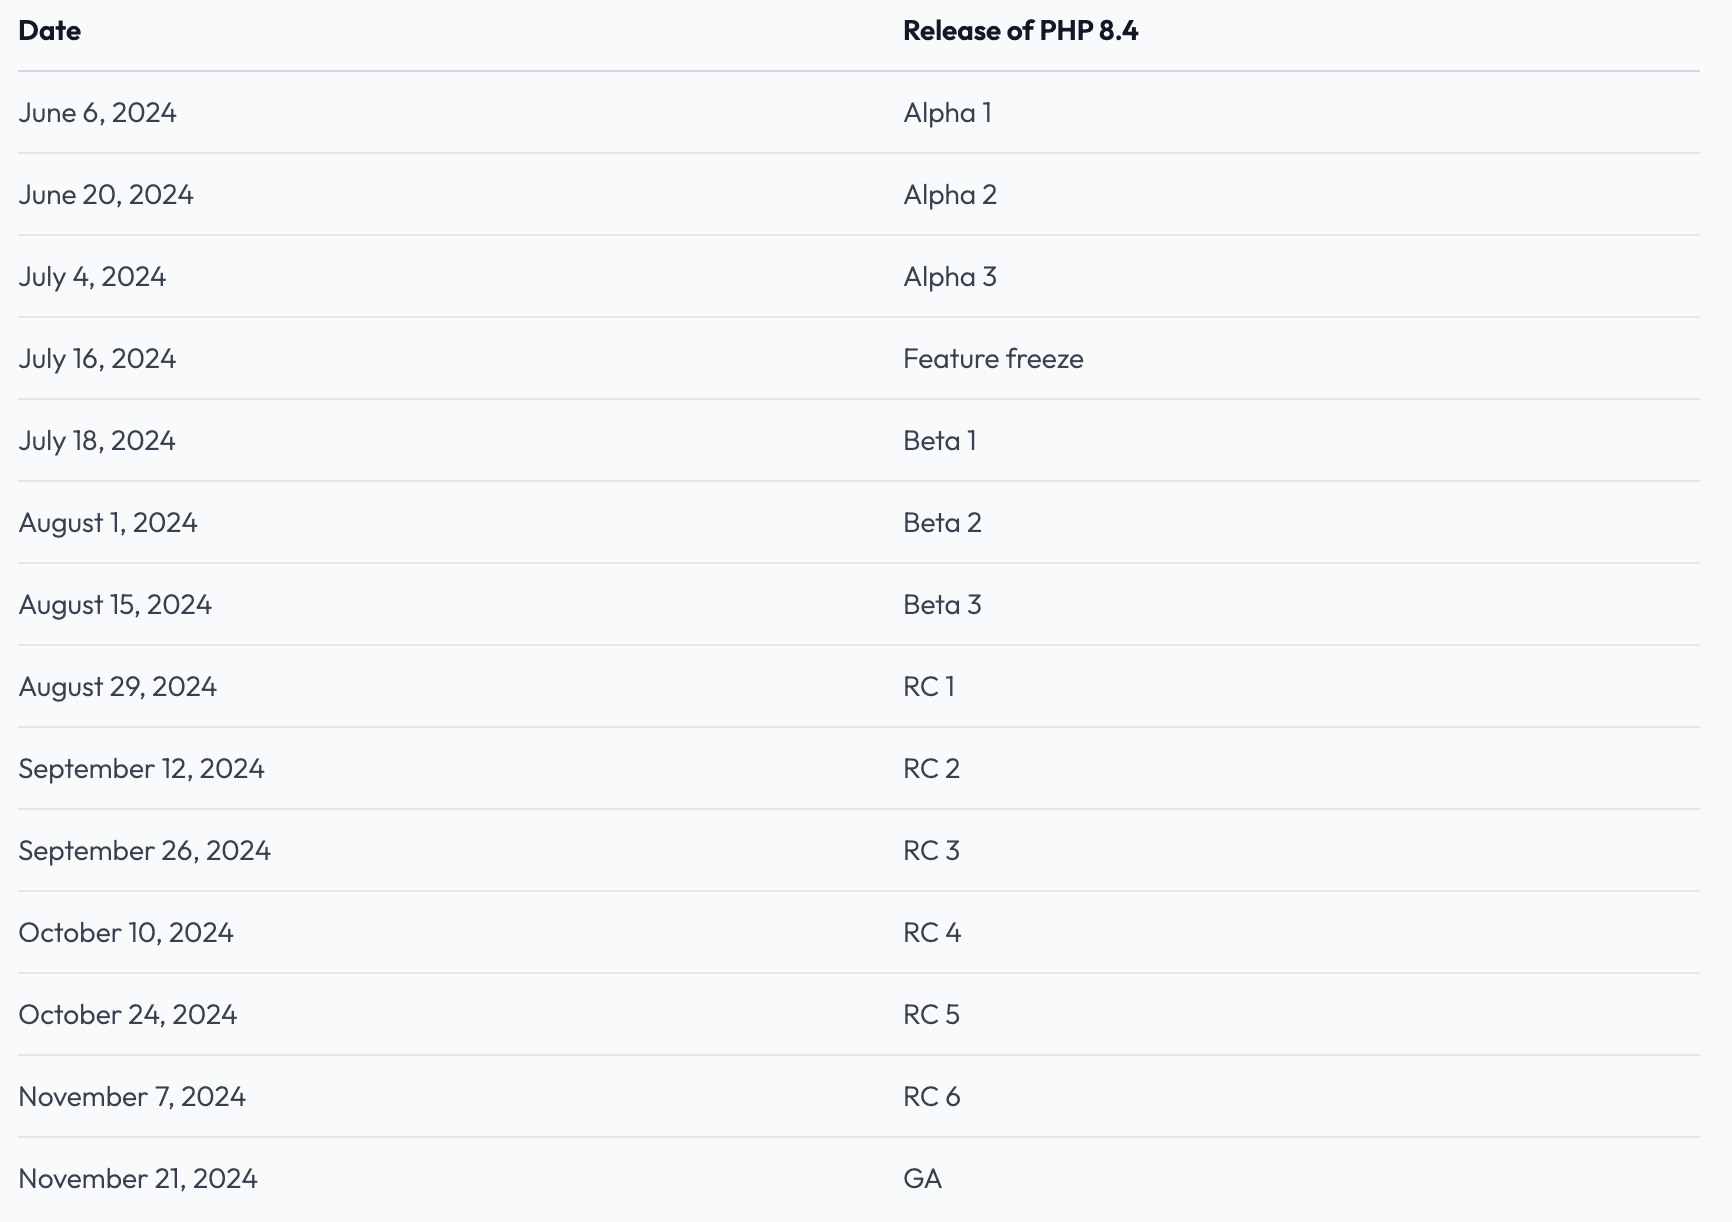 Date Release of PHP 8.4
June 6, 2024 Alpha 1
June 20, 2024 Alpha 2
July 4, 2024 Alpha 3
July 16, 2024 Feature freeze
July 18, 2024 Beta 1
August 1, 2024 Beta 2
August 15, 2024 Beta 3
August 29, 2024 RC 1
September 12, 2024 RC 2
September 26, 2024 RC 3
October 10, 2024 RC 4
October 24, 2024 RC 5
November 7, 2024 RC 6
November 21, 2024 GA